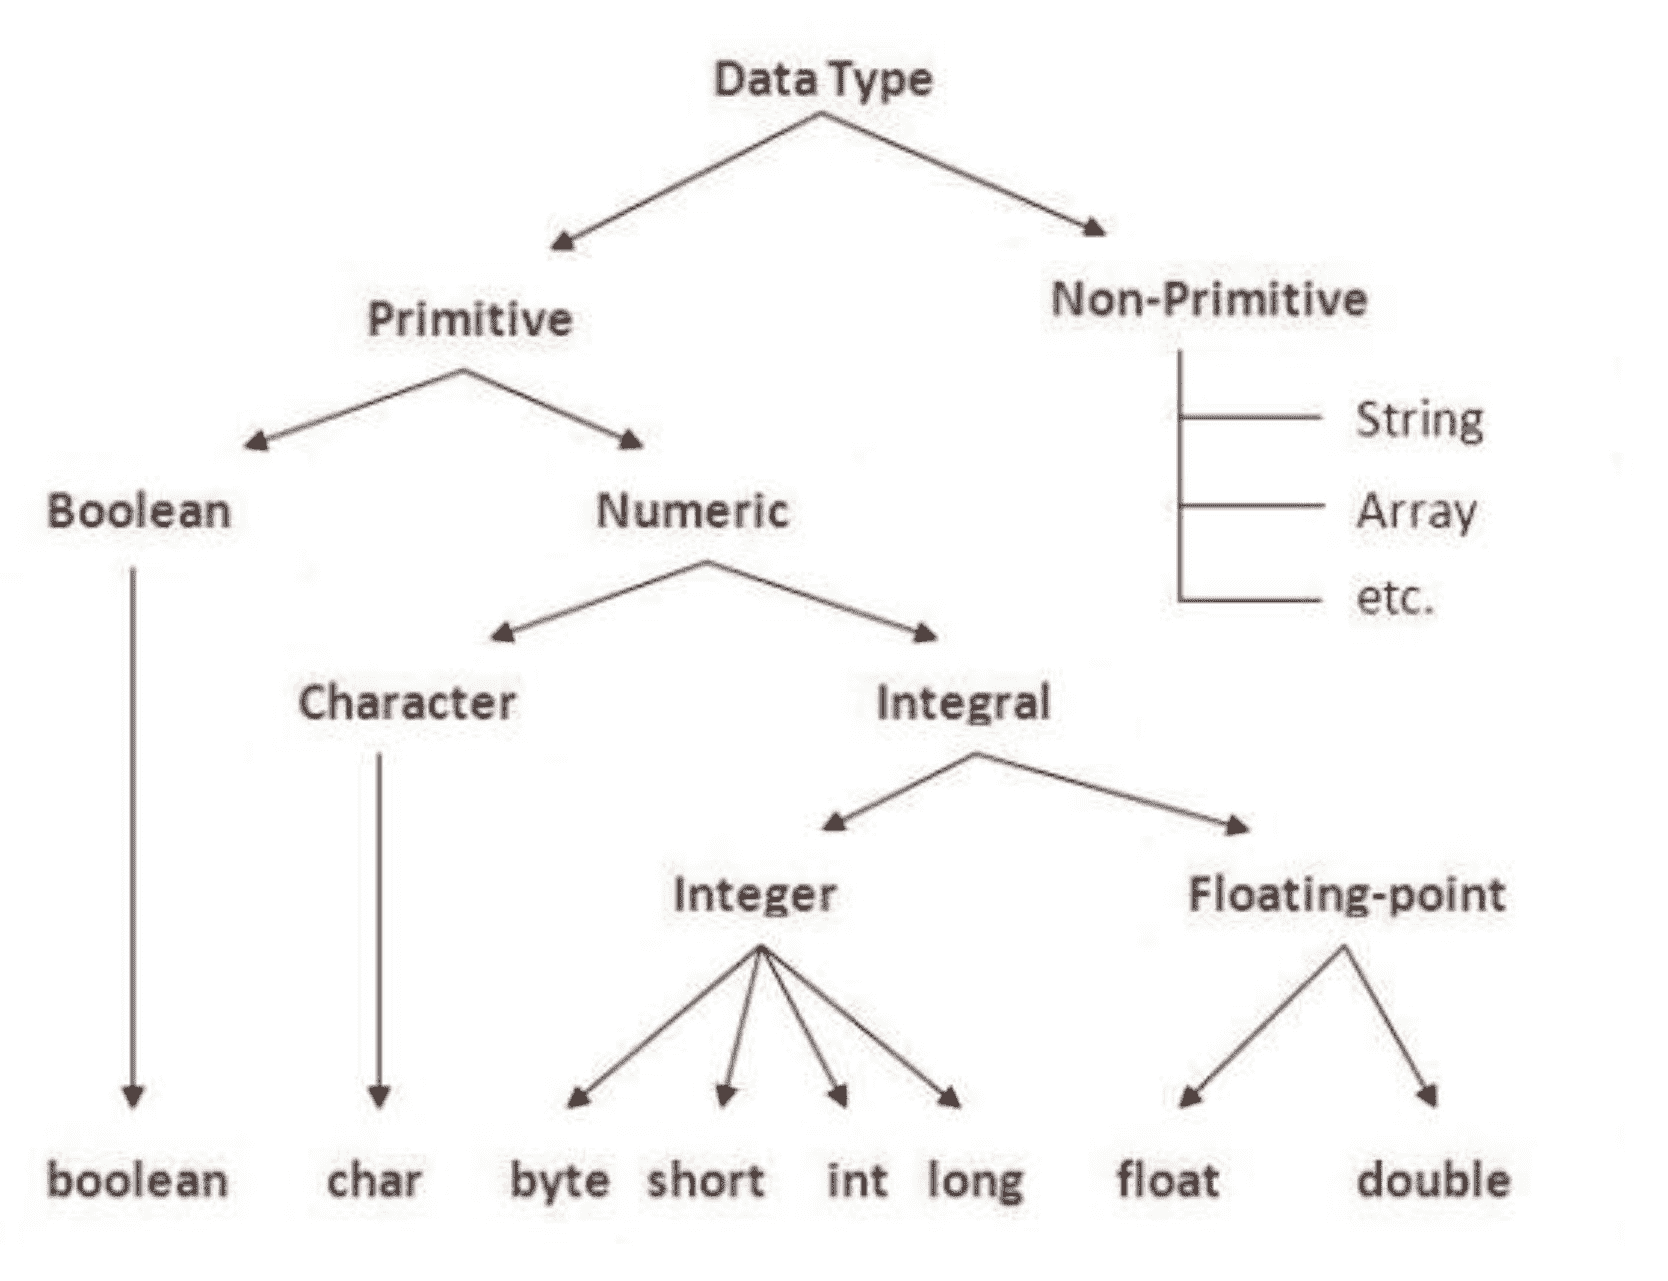 Data Type
Primitive
Non-Primitive
String
Array
etc.
Boolean
Numeric
Character
Integral
Integer
Floating-point
boolean
char
byte
short
int
long
float
double